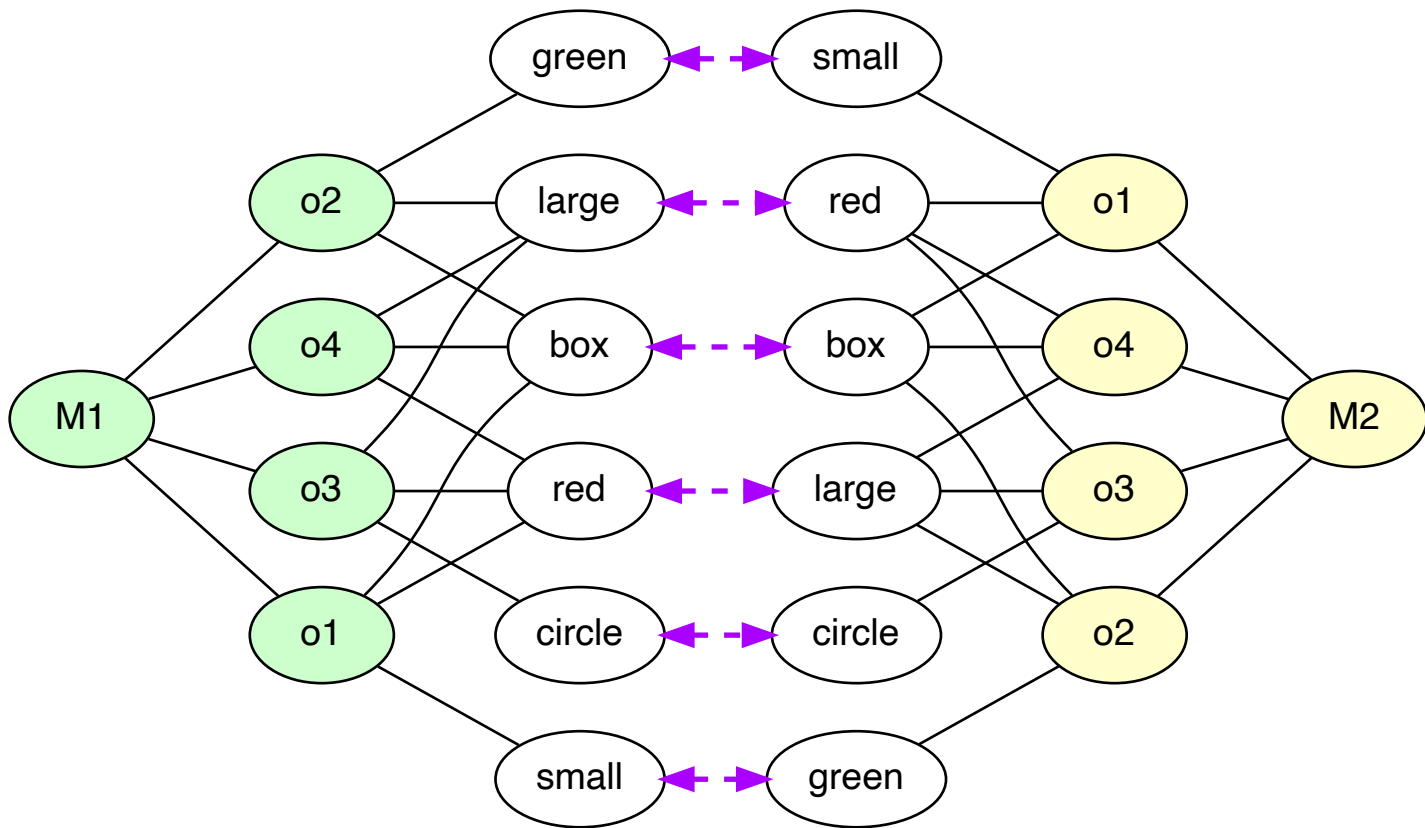 green small
o2 large red o1
o4 box box o4
M1 M2
o3 red large o3
o1 circle circle o2
small green